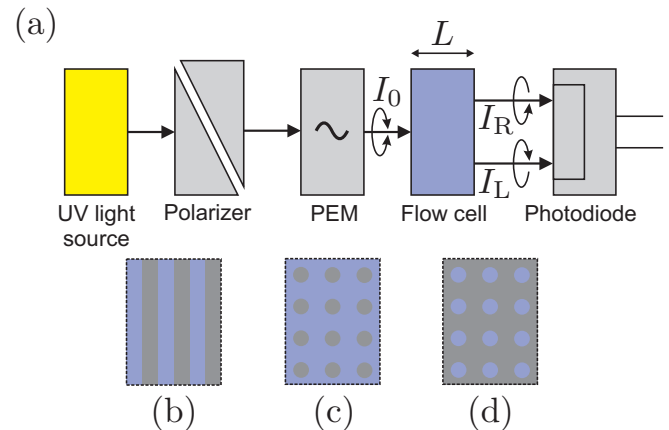 (a)
L
I0
IR
IL
UV light
source
Polarizer
PEM
Flow cell
Photodiode
(b)
(c)
(d)